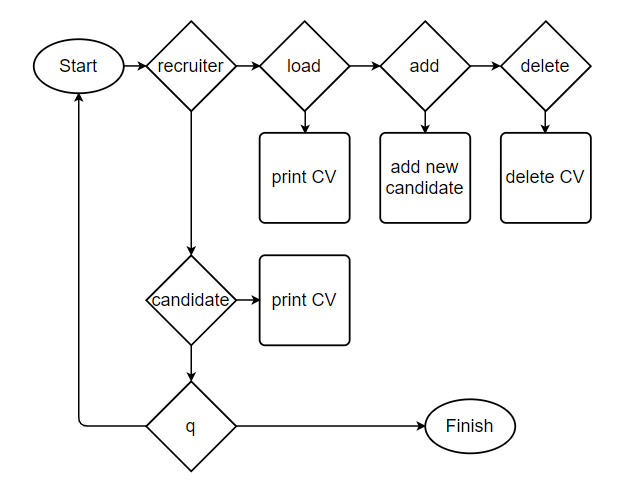 Start
recruiter
load
add
delete
print CV
add new
candidate
delete CV
candidate
print CV
q
Finish